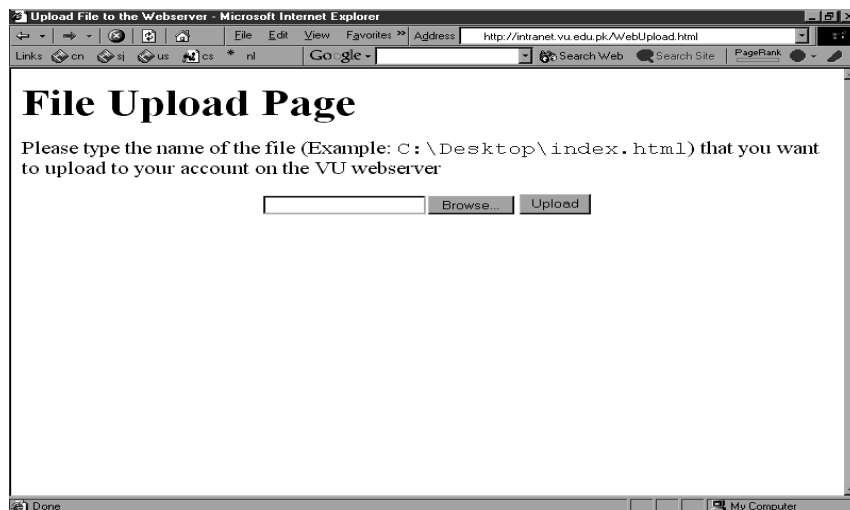 Upload File to the Webserver - Microsoft Internet Explorer
File Edit View Favorites » Address http://intranet.vu.edu.pk/WebUpload.html
Links cn sj us cs * nl Google Search Web Search Site PageRank
File Upload Page
Please type the name of the file (Example: C:\Desktop\index.html) that you want
to upload to your account on the VU webserver
Browse... Upload
Done My Computer